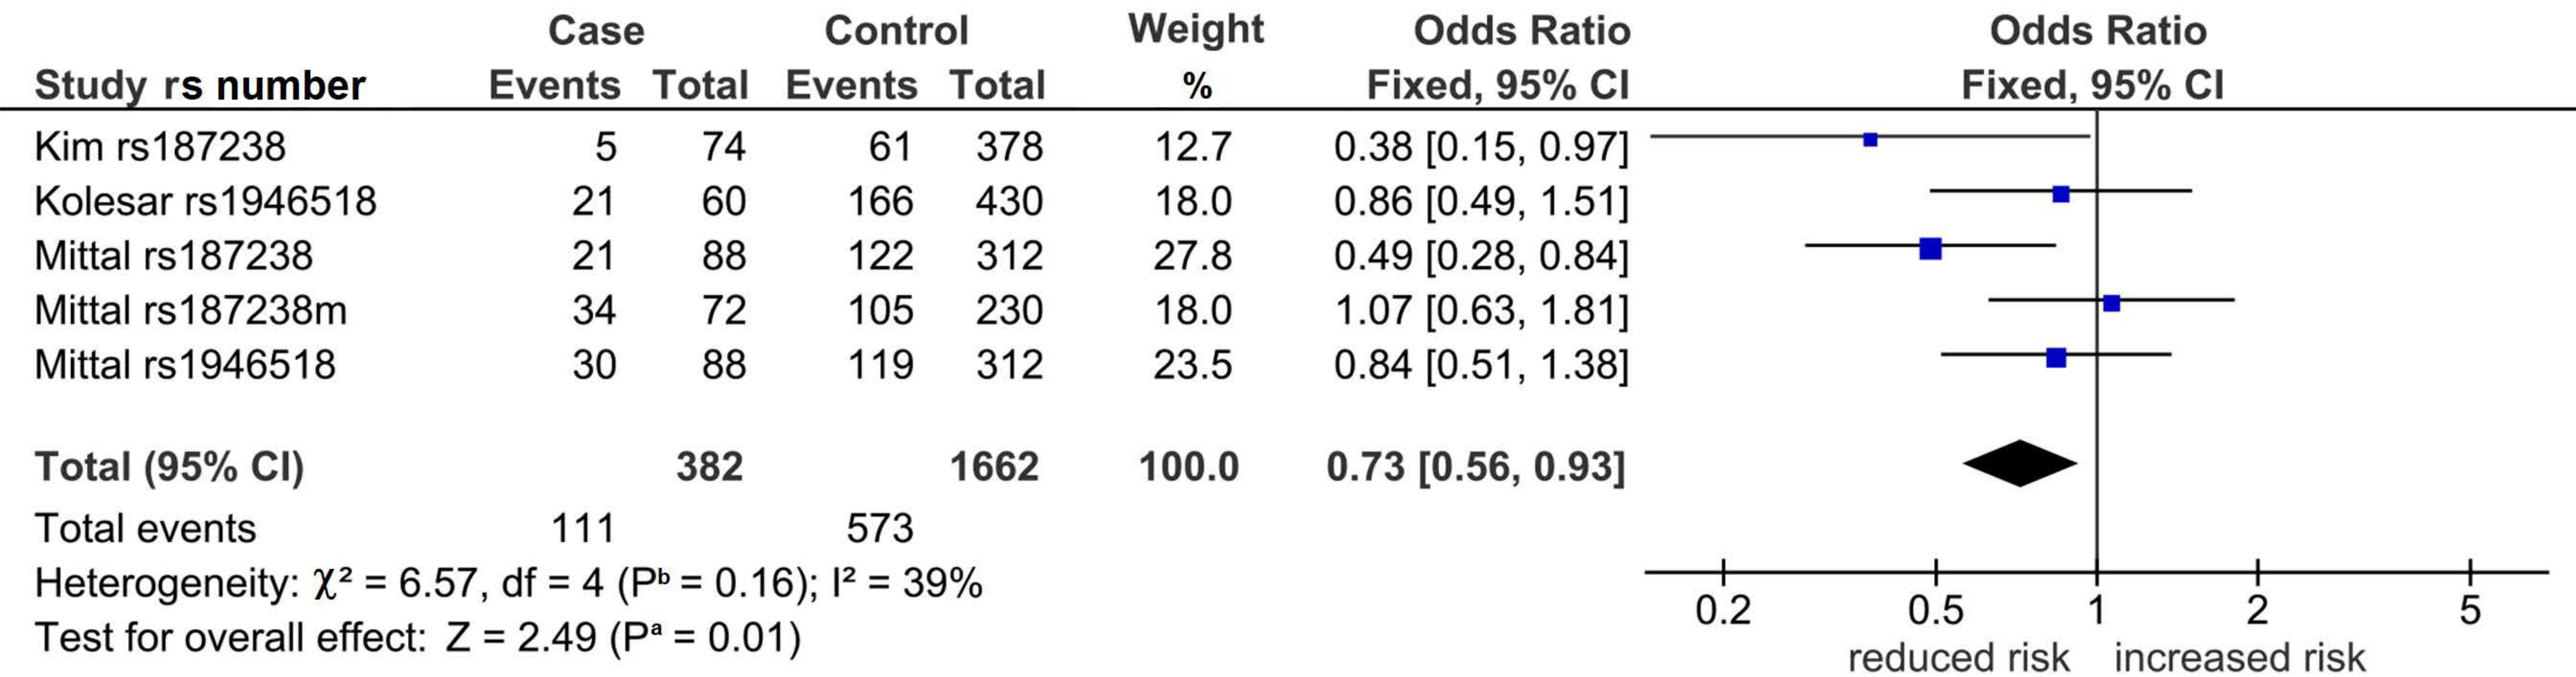 Case Control Weight Odds Ratio Odds Ratio
Study rs number Events Total Events Total % Fixed, 95% CI Fixed, 95% CI
Kim rs187238 5 74 61 378 12.7 0.38 [0.15, 0.97]
Kolesar rs1946518 21 60 166 430 18.0 0.86 [0.49, 1.51]
Mittal rs187238 21 88 122 312 27.8 0.49 [0.28, 0.84]
Mittal rs187238m 34 72 105 230 18.0 1.07 [0.63, 1.81]
Mittal rs1946518 30 88 119 312 23.5 0.84 [0.51, 1.38]
Total (95% CI) 382 1662 100.0 0.73 [0.56, 0.93]
Total events 111 573
Heterogeneity: χ² = 6.57, df = 4 (Pᵇ = 0.16); I² = 39%
Test for overall effect: Z = 2.49 (Pᵃ = 0.01)
0.2 0.5 1 2 5
reduced risk increased risk